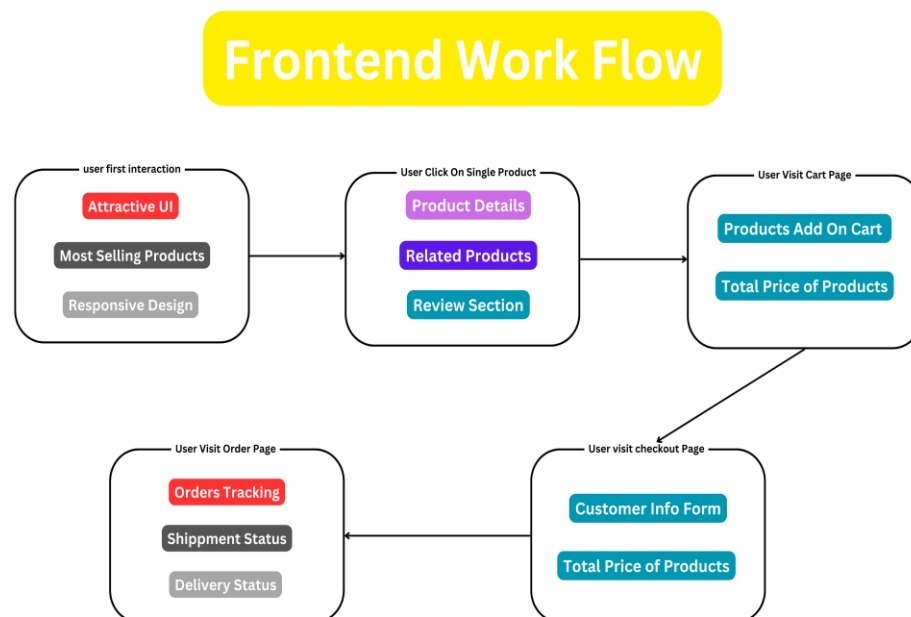 Frontend Work Flow
user first interaction
Attractive UI
Most Selling Products
Responsive Design
User Click On Single Product
Product Details
Related Products
Review Section
User Visit Cart Page
Products Add On Cart
Total Price of Products
User visit checkout Page
Customer Info Form
Total Price of Products
User Visit Order Page
Orders Tracking
Shippment Status
Delivery Status